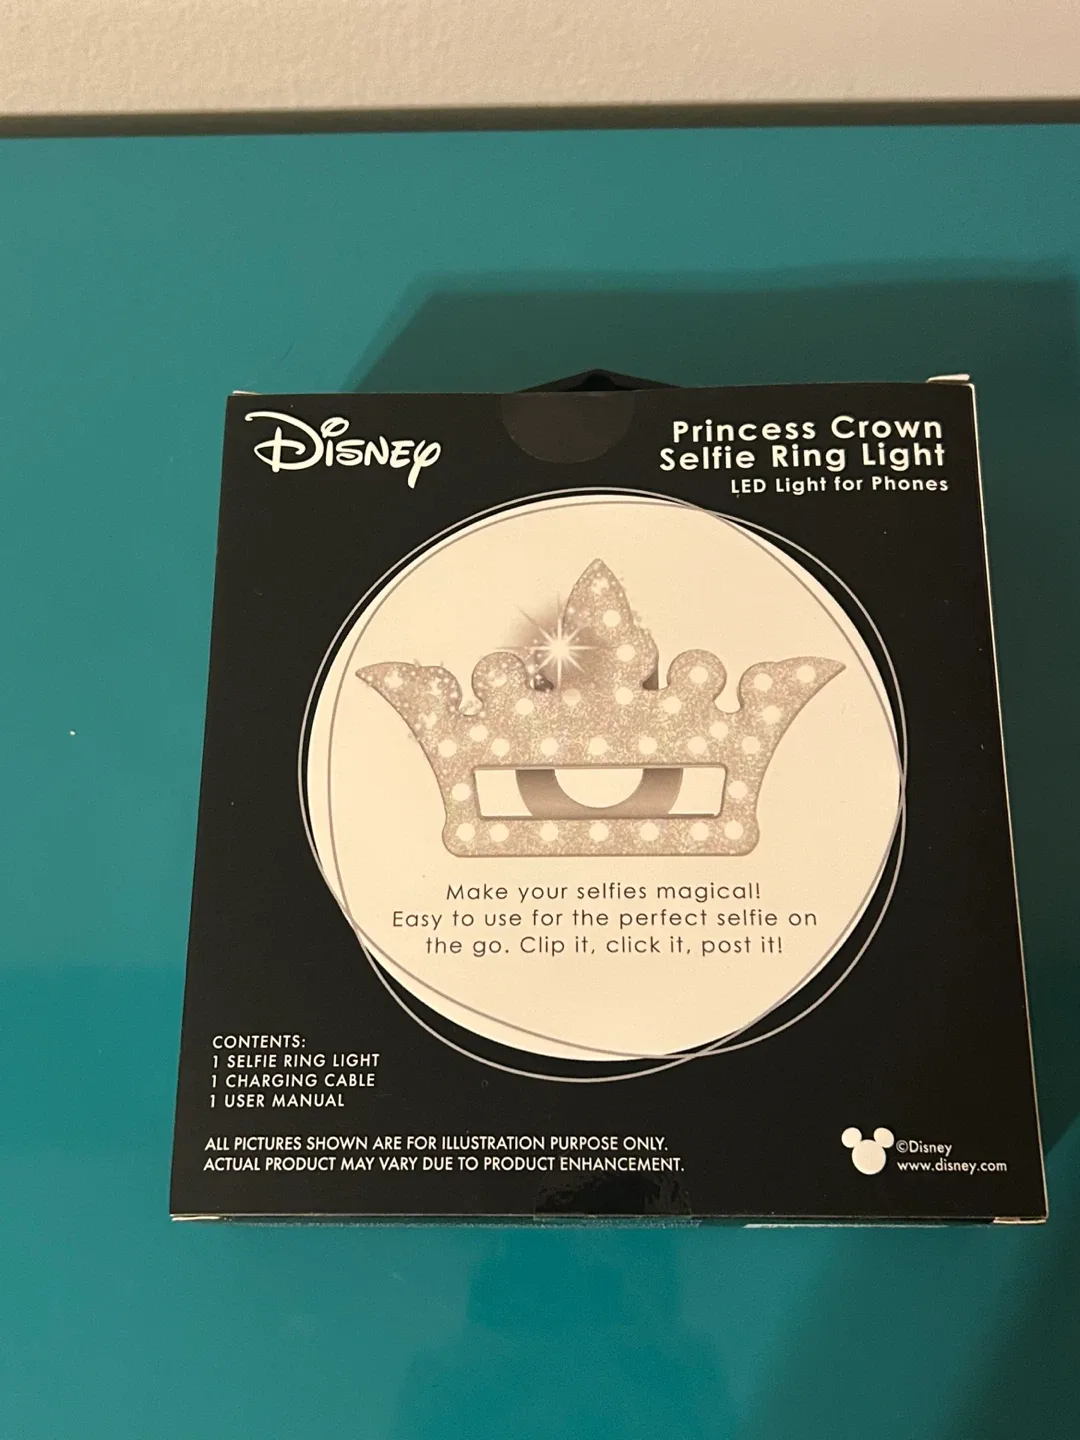 Disney
Princess Crown
Selfie Ring Light
LED Light for Phones
Make your selfies magical!
Easy to use for the perfect selfie on
the go. Clip it, click it, post it!
CONTENTS:
1 SELFIE RING LIGHT
1 CHARGING CABLE
1 USER MANUAL
ALL PICTURES SHOWN ARE FOR ILLUSTRATION PURPOSE ONLY.
ACTUAL PRODUCT MAY VARY DUE TO PRODUCT ENHANCEMENT.
©Disney
www.disney.com